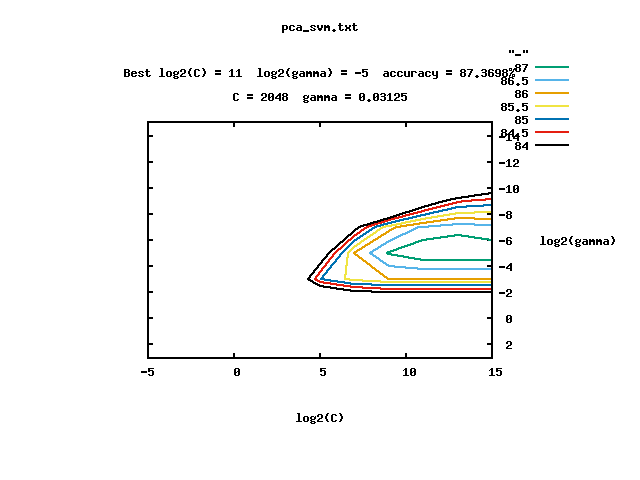 pca_svm.txt
"_"
Best log2(C) = 11  log2(gamma) = -5  accuracy = 87.3698%
87
86.5
C = 2048  gamma = 0.03125
86
85.5
85
84.5
84
-14
-12
-10
-8
-6
log2(gamma)
-4
-2
0
2
-5 0 5 10 15
log2(C)